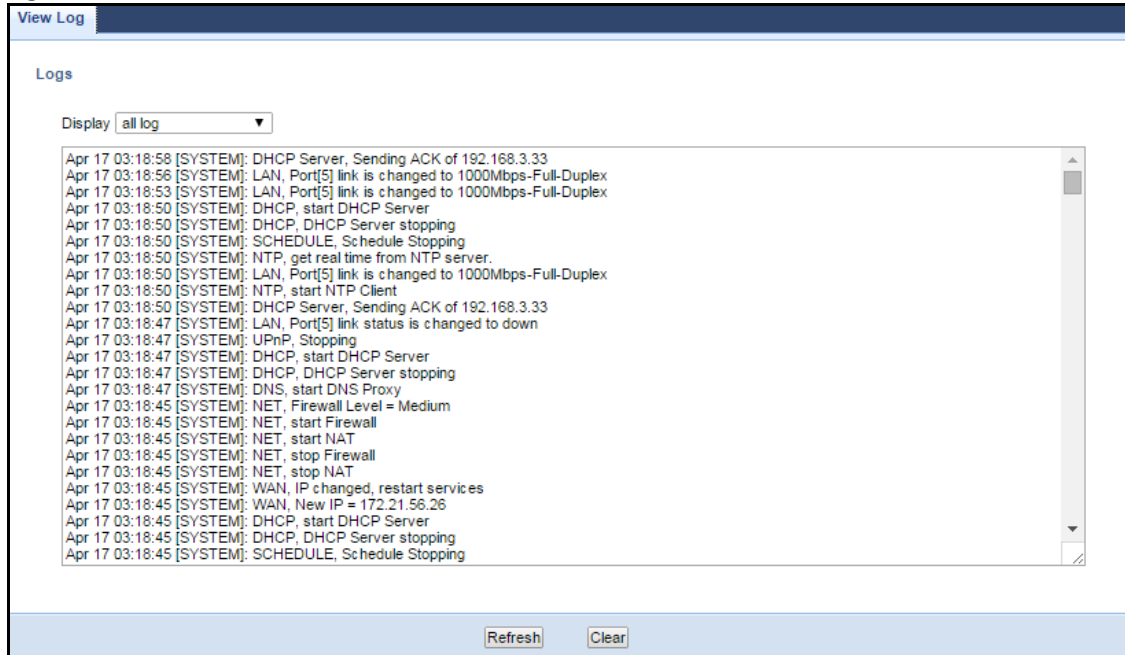 View Log
Logs
Display all log
Apr 17 03:18:58 [SYSTEM]: DHCP Server, Sending ACK of 192.168.3.33
Apr 17 03:18:56 [SYSTEM]: LAN, Port[5] link is changed to 1000Mbps-Full-Duplex
Apr 17 03:18:53 [SYSTEM]: LAN, Port[5] link is changed to 1000Mbps-Full-Duplex
Apr 17 03:18:50 [SYSTEM]: DHCP, start DHCP Server
Apr 17 03:18:50 [SYSTEM]: DHCP, DHCP Server stopping
Apr 17 03:18:50 [SYSTEM]: SCHEDULE, Schedule Stopping
Apr 17 03:18:50 [SYSTEM]: NTP, get real time from NTP server.
Apr 17 03:18:50 [SYSTEM]: LAN, Port[5] link is changed to 1000Mbps-Full-Duplex
Apr 17 03:18:50 [SYSTEM]: NTP, start NTP Client
Apr 17 03:18:50 [SYSTEM]: DHCP Server, Sending ACK of 192.168.3.33
Apr 17 03:18:47 [SYSTEM]: LAN, Port[5] link status is changed to down
Apr 17 03:18:47 [SYSTEM]: UPnP, Stopping
Apr 17 03:18:47 [SYSTEM]: DHCP, start DHCP Server
Apr 17 03:18:47 [SYSTEM]: DHCP, DHCP Server stopping
Apr 17 03:18:47 [SYSTEM]: DNS, start DNS Proxy
Apr 17 03:18:45 [SYSTEM]: NET, Firewall Level = Medium
Apr 17 03:18:45 [SYSTEM]: NET, start Firewall
Apr 17 03:18:45 [SYSTEM]: NET, start NAT
Apr 17 03:18:45 [SYSTEM]: NET, stop Firewall
Apr 17 03:18:45 [SYSTEM]: NET, stop NAT
Apr 17 03:18:45 [SYSTEM]: WAN, IP changed, restart services
Apr 17 03:18:45 [SYSTEM]: WAN, New IP = 172.21.56.26
Apr 17 03:18:45 [SYSTEM]: DHCP, start DHCP Server
Apr 17 03:18:45 [SYSTEM]: DHCP, DHCP Server stopping
Apr 17 03:18:45 [SYSTEM]: SCHEDULE, Schedule Stopping
Refresh Clear